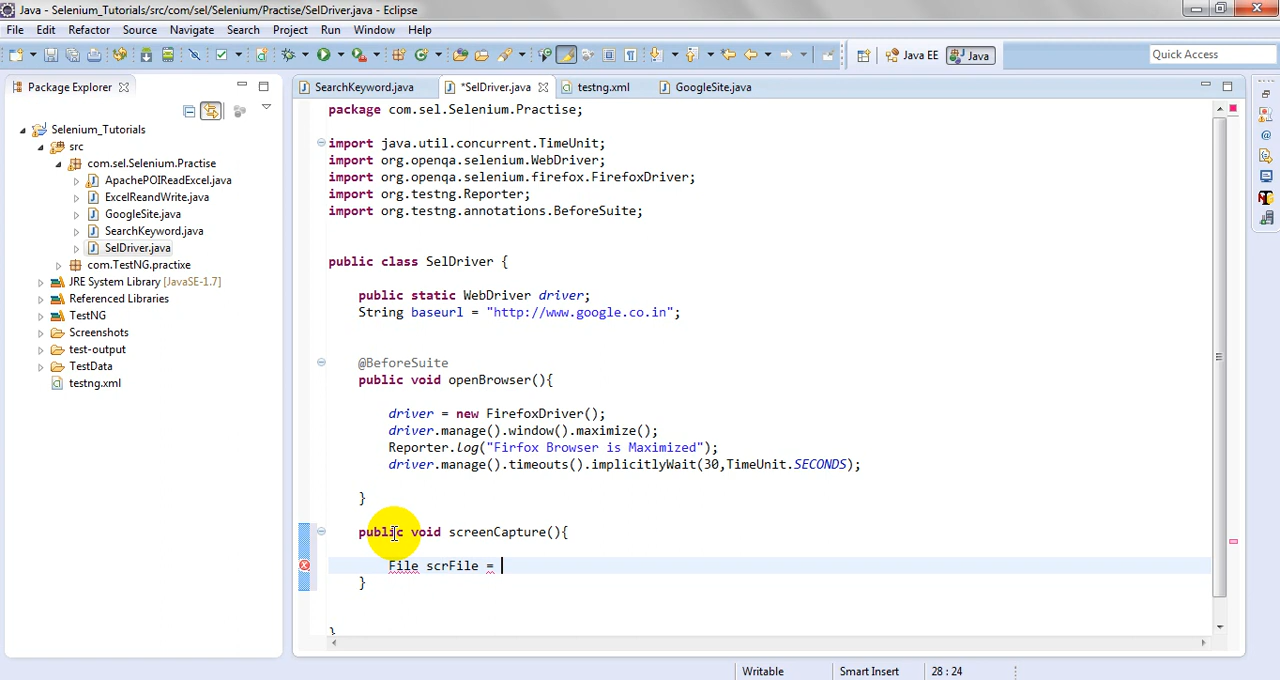 Java - Selenium_Tutorials/src/com/sel/Selenium/Practise/SelDriver.java - Eclipse
File Edit Refactor Source Navigate Search Project Run Window Help
Java EE Java Quick Access
Package Explorer
SearchKeyword.java *SelDriver.java testng.xml GoogleSite.java
Selenium_Tutorials
src
com.sel.Selenium.Practise
ApachePOIReadExcel.java
ExcelReandWrite.java
GoogleSite.java
SearchKeyword.java
SelDriver.java
com.TestNG.practixe
JRE System Library [JavaSE-1.7]
Referenced Libraries
TestNG
Screenshots
test-output
TestData
testng.xml
package com.sel.Selenium.Practise;
import java.util.concurrent.TimeUnit;
import org.openqa.selenium.WebDriver;
import org.openqa.selenium.firefox.FirefoxDriver;
import org.testng.Reporter;
import org.testng.annotations.BeforeSuite;
public class SelDriver {
public static WebDriver driver;
String baseurl = "http://www.google.co.in";
@BeforeSuite
public void openBrowser(){
driver = new FirefoxDriver();
driver.manage().window().maximize();
Reporter.log("Firfox Browser is Maximized");
driver.manage().timeouts().implicitlyWait(30,TimeUnit.SECONDS);
}
public void screenCapture(){
File scrFile =
}
}
Writable Smart Insert 28 : 24